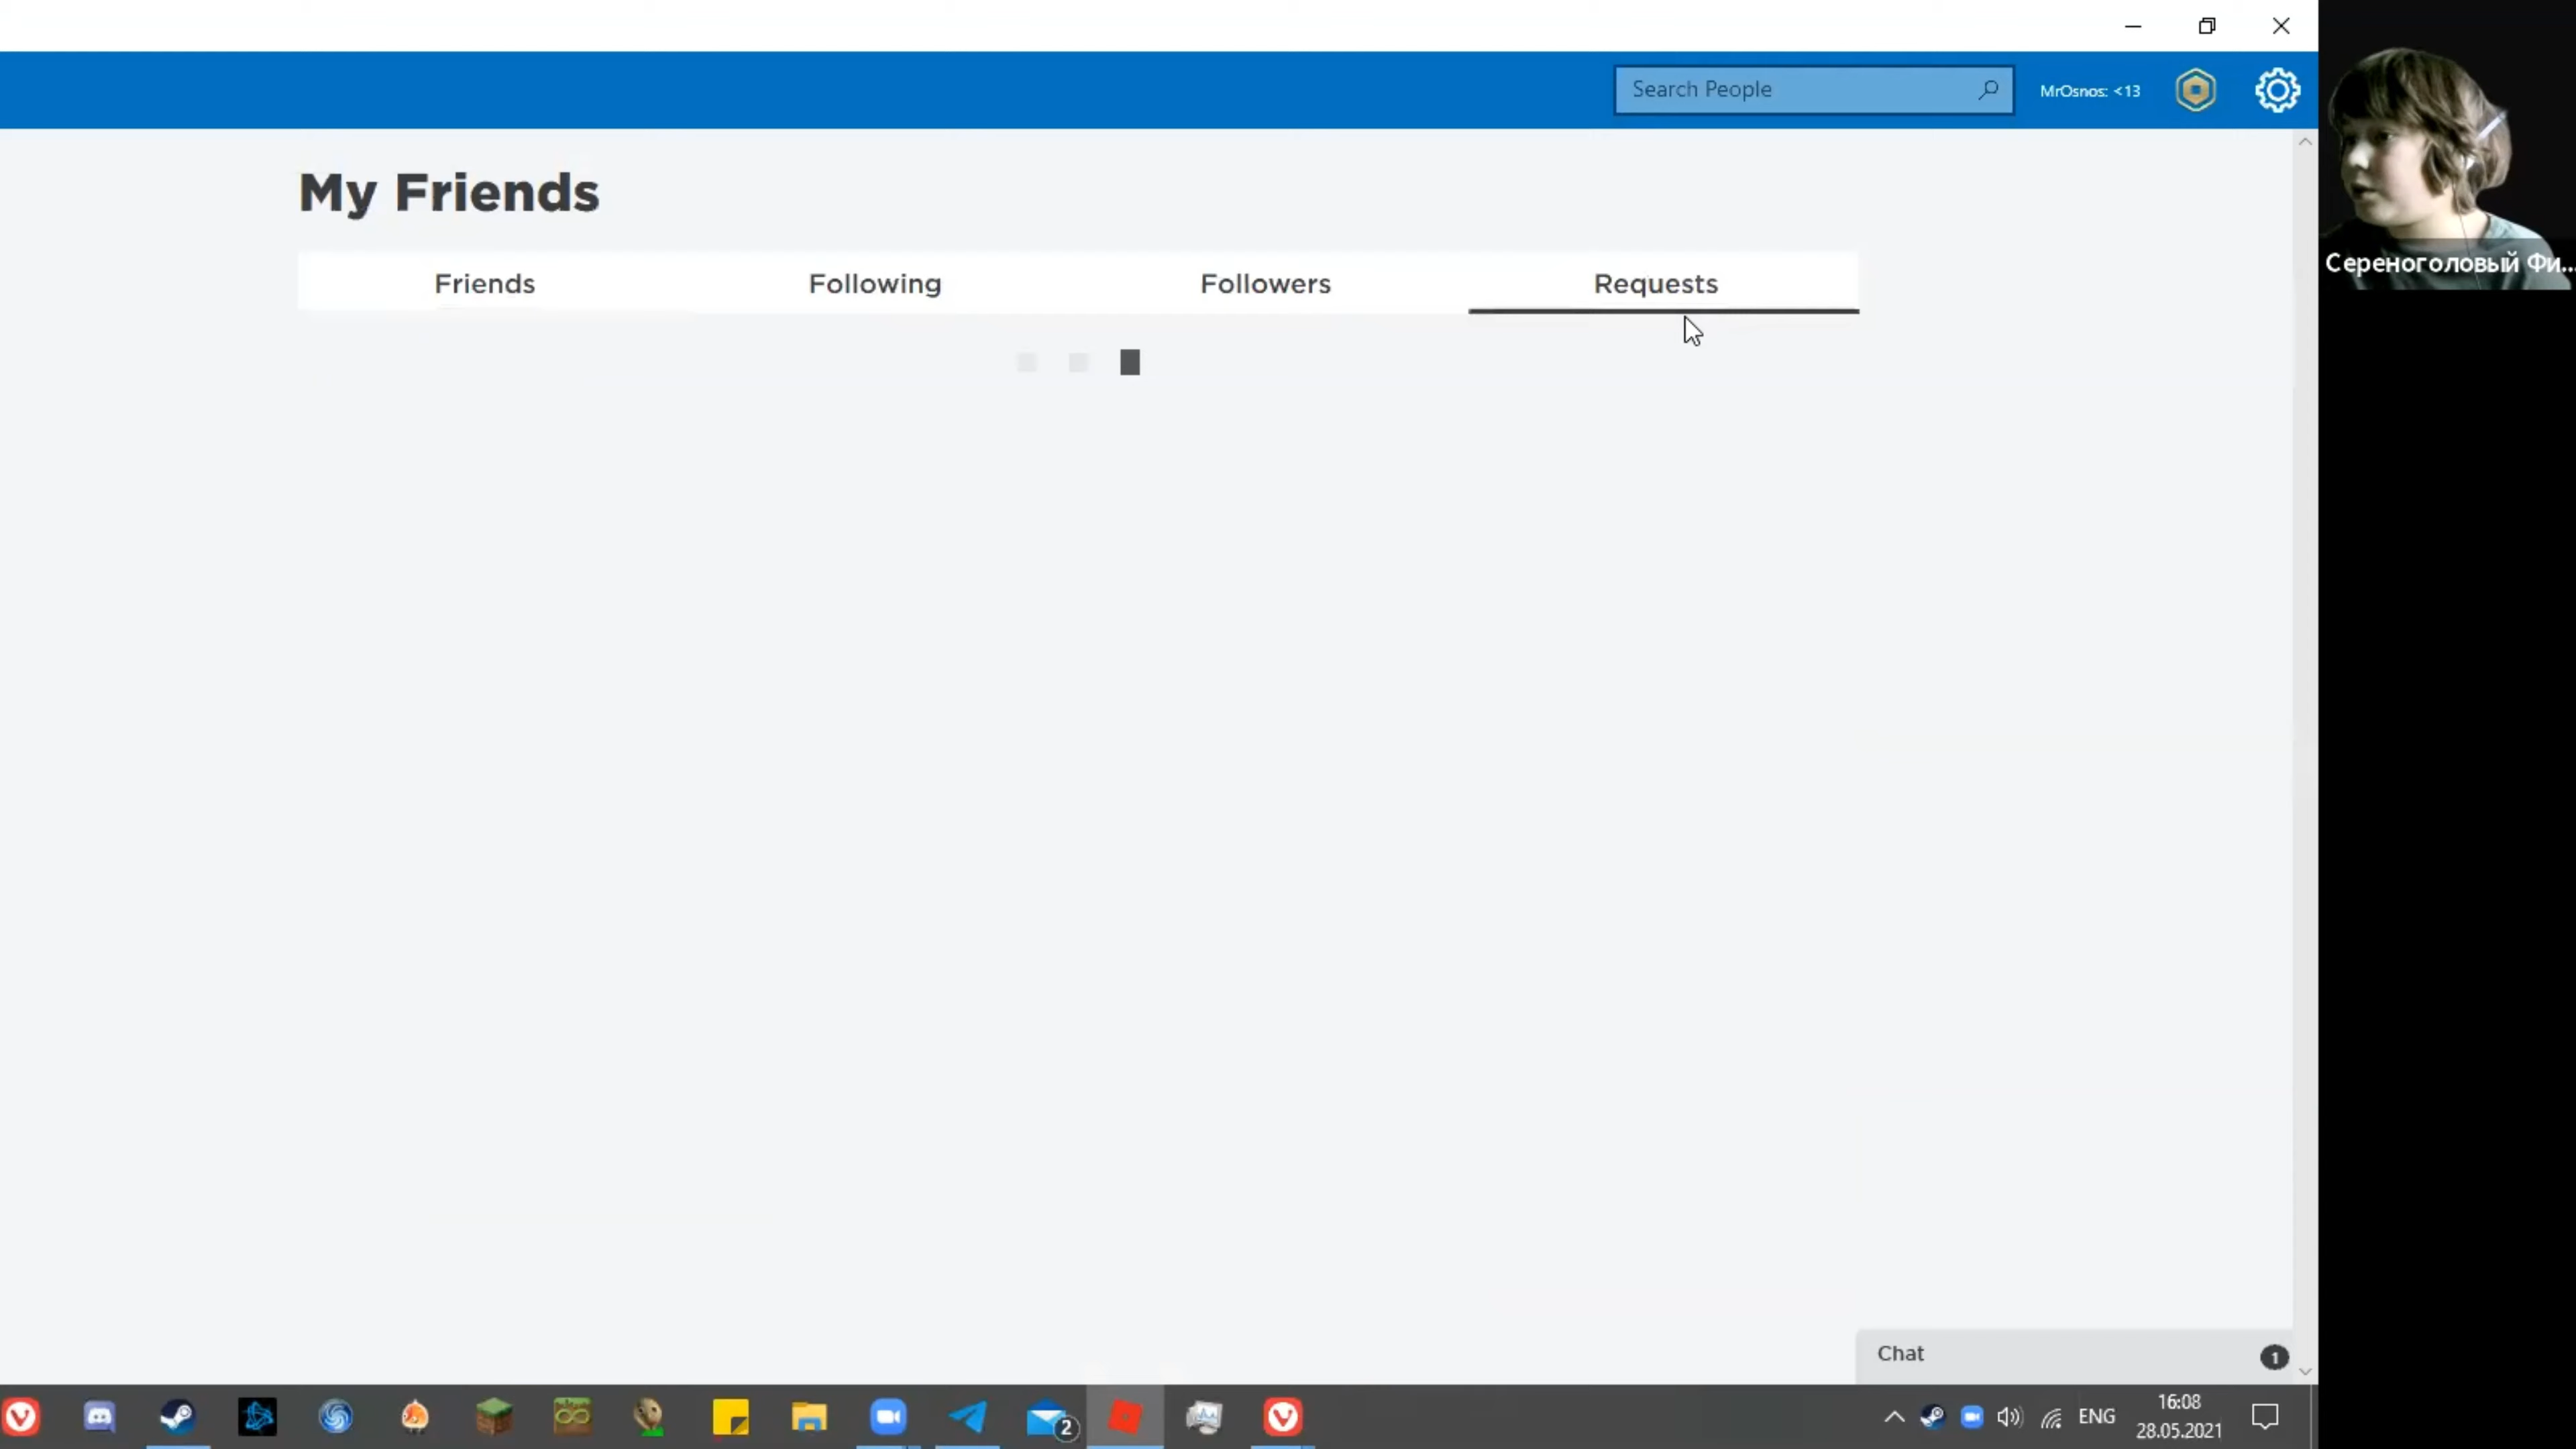 Search People
MrOsnos: <13
My Friends
Friends
Following
Followers
Requests
Сереноголовый Фи...
Chat
1
2
ENG
16:08
28.05.2021